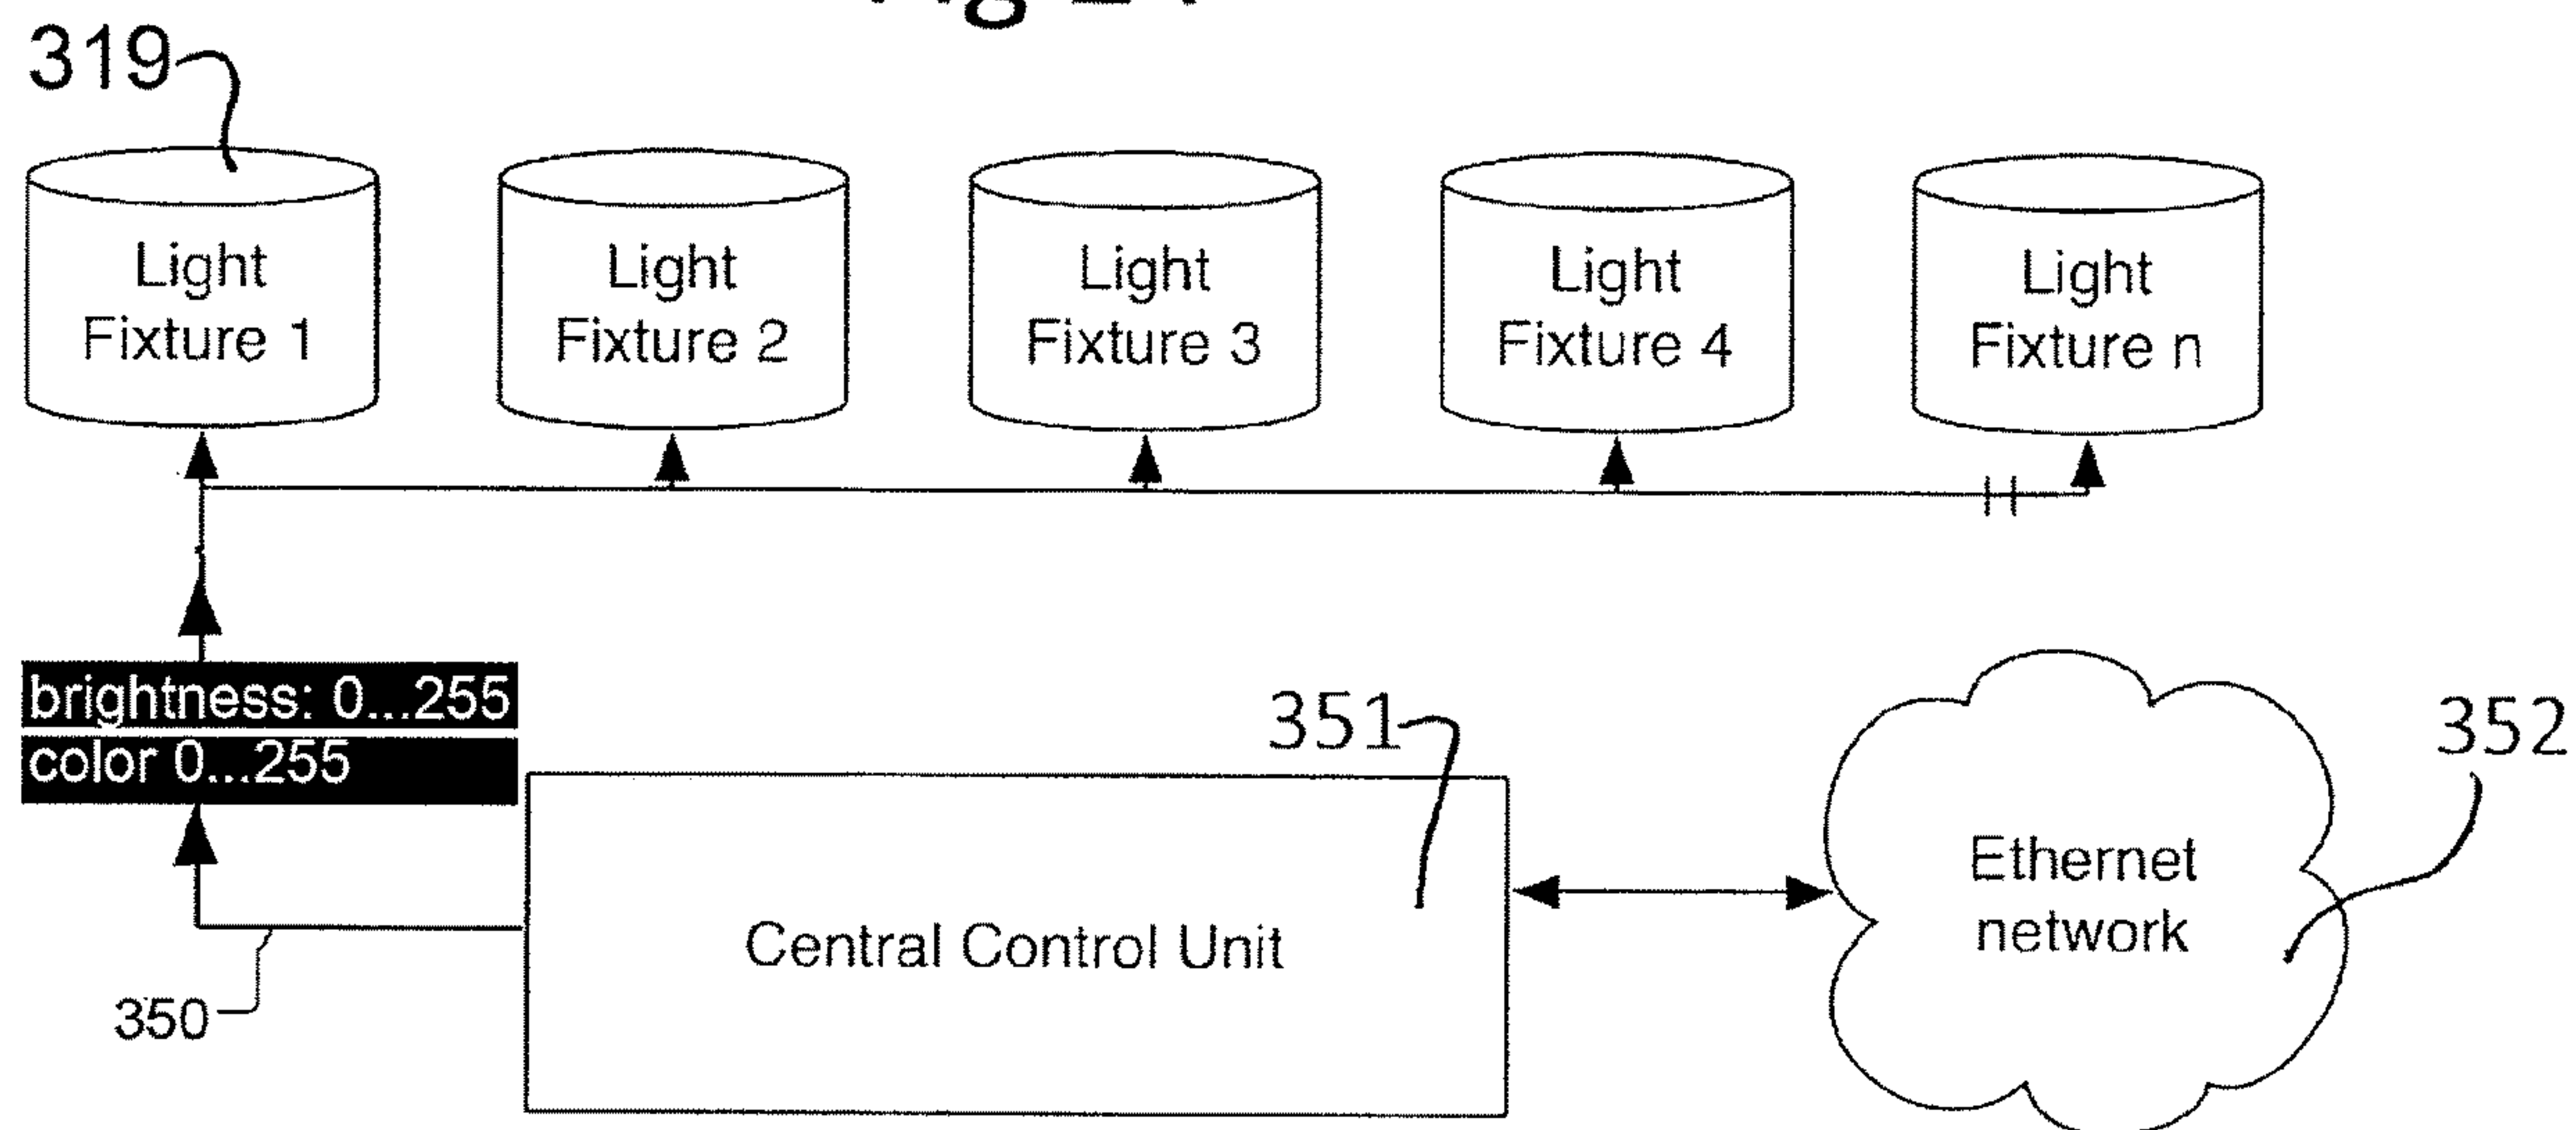 319
Light
Fixture 1
Light
Fixture 2
Light
Fixture 3
Light
Fixture 4
Light
Fixture n
brightness: 0...255
color 0...255
351
352
Central Control Unit
Ethernet
network
350